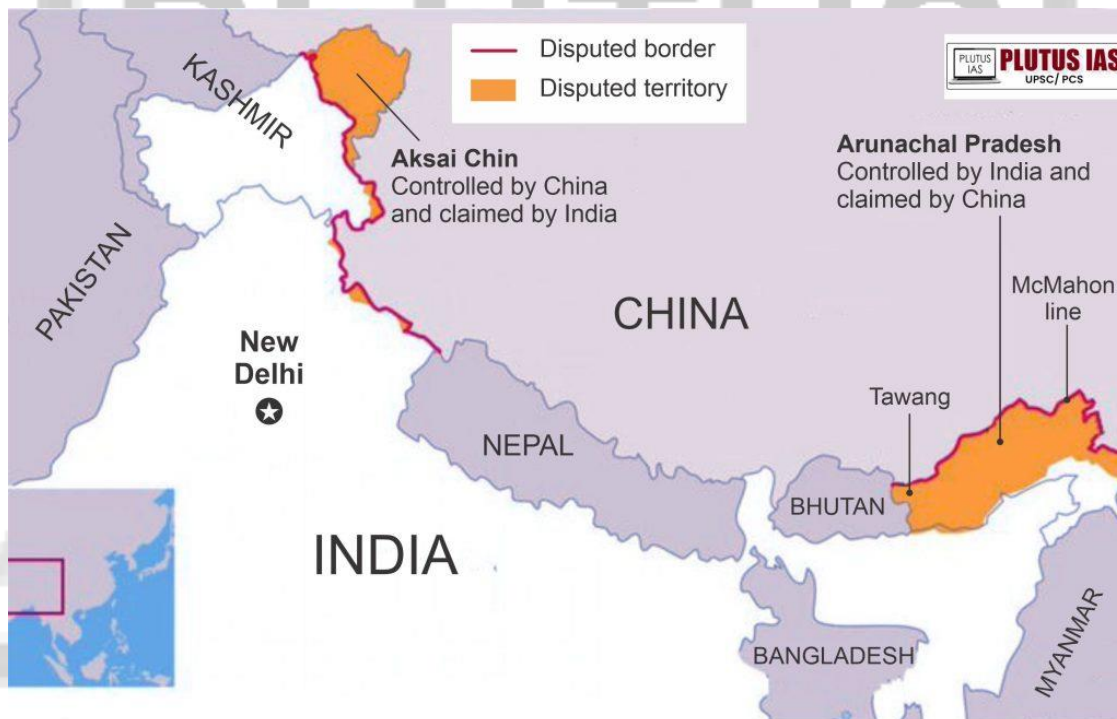 Disputed border
Disputed territory
PLUTUS
IAS
PLUTUS IAS
UPSC/ PCS
KASHMIR
Aksai Chin
Controlled by China
and claimed by India
Arunachal Pradesh
Controlled by India and
claimed by China
PAKISTAN
CHINA
McMahon
line
New
Delhi
Tawang
NEPAL
BHUTAN
INDIA
BANGLADESH
MYANMAR